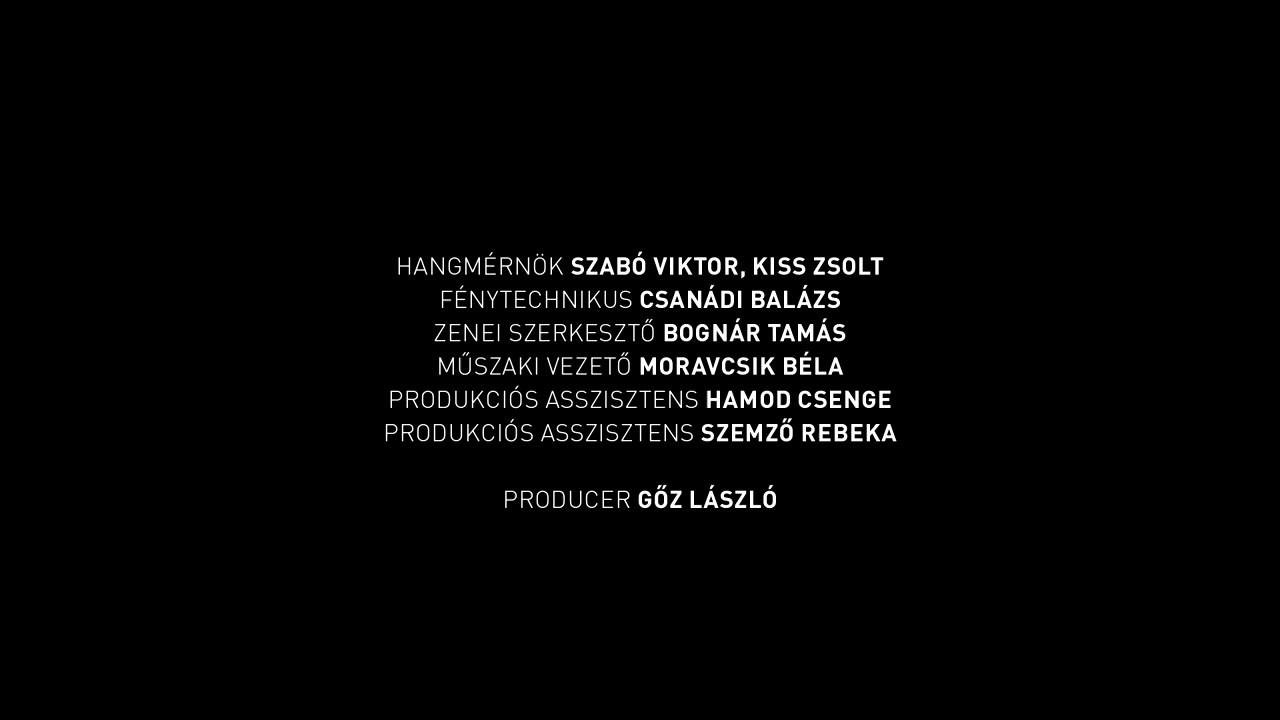 HANGMÉRNÖK SZABÓ VIKTOR, KISS ZSOLT
FÉNYTECHNIKUS CSANÁDI BALÁZS
ZENEI SZERKESZTŐ BOGNÁR TAMÁS
MŰSZAKI VEZETŐ MORAVCSIK BÉLA
PRODUKCIÓS ASSZISZTENS HAMOD CSENGE
PRODUKCIÓS ASSZISZTENS SZEMZŐ REBEKA
PRODUCER GŐZ LÁSZLÓ